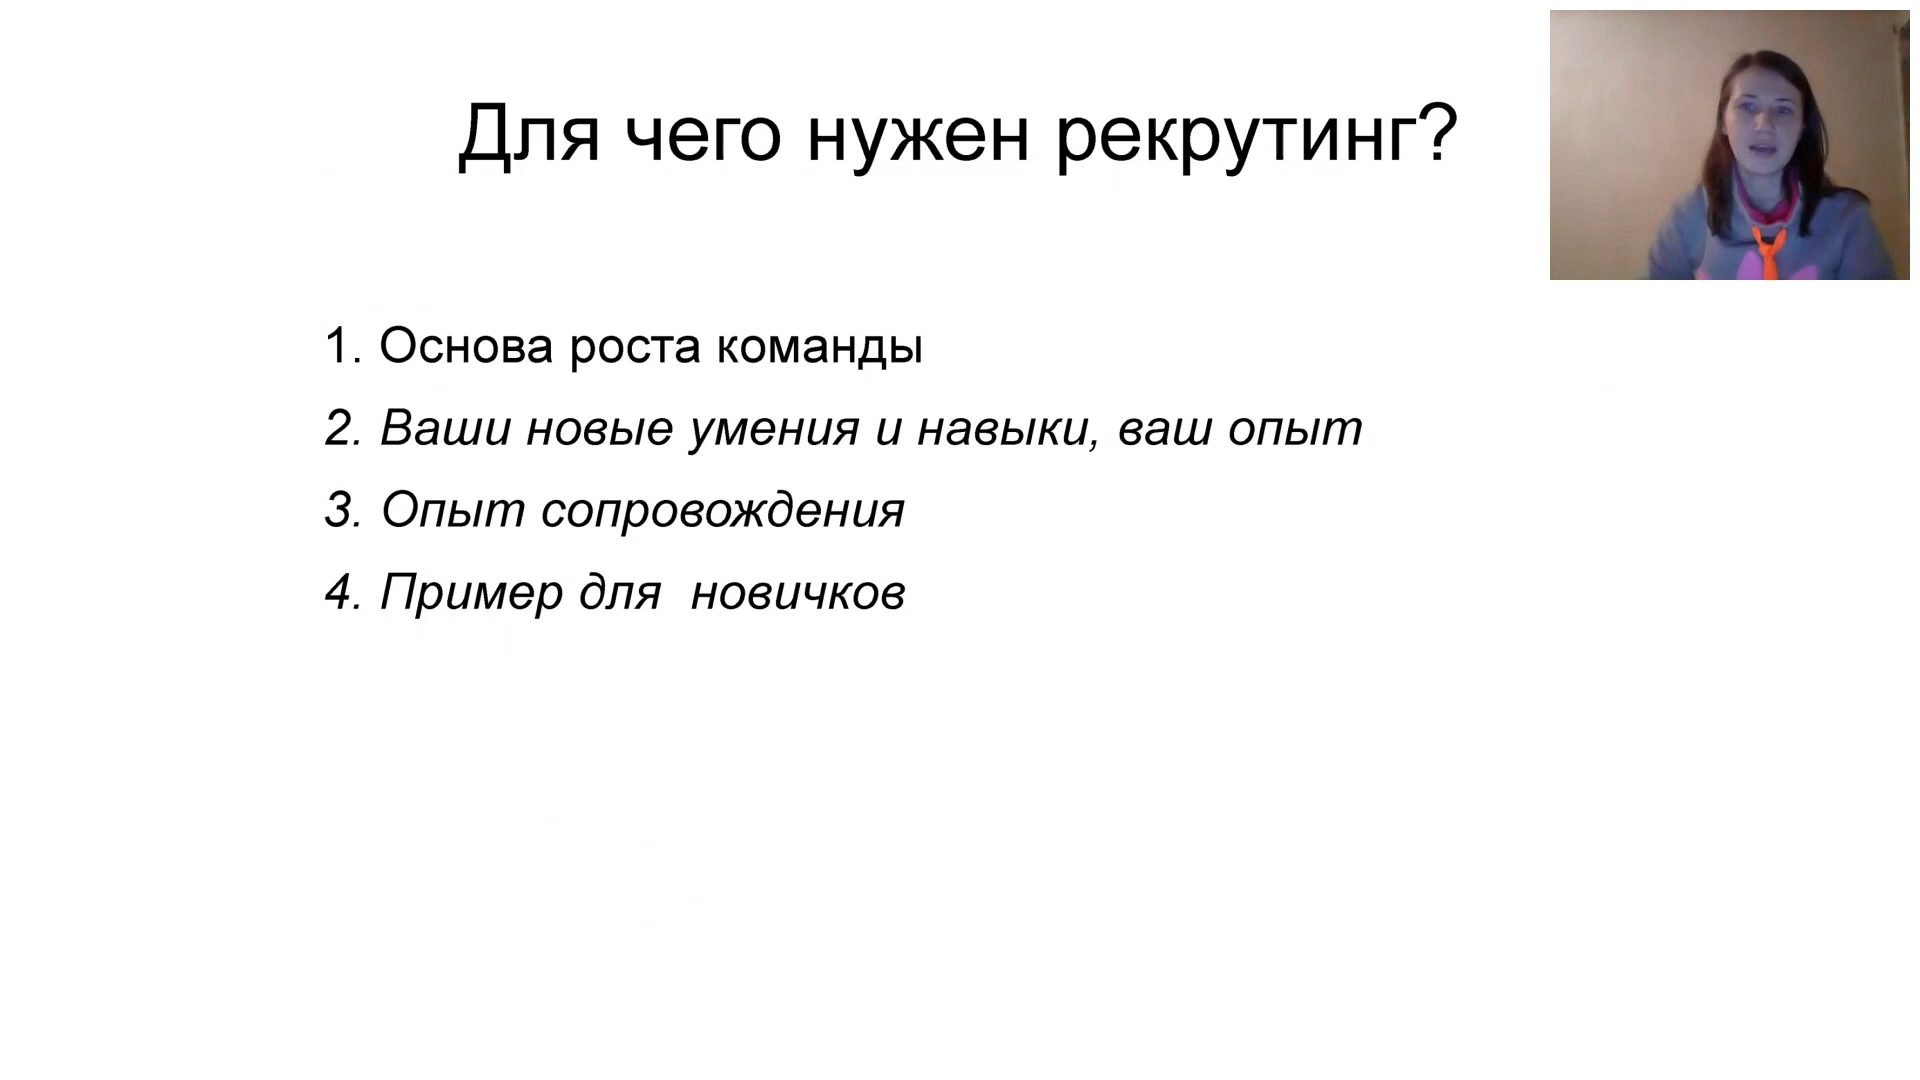 Для чего нужен рекрутинг?
1. Основа роста команды
2. Ваши новые умения и навыки, ваш опыт
3. Опыт сопровождения
4. Пример для  новичков